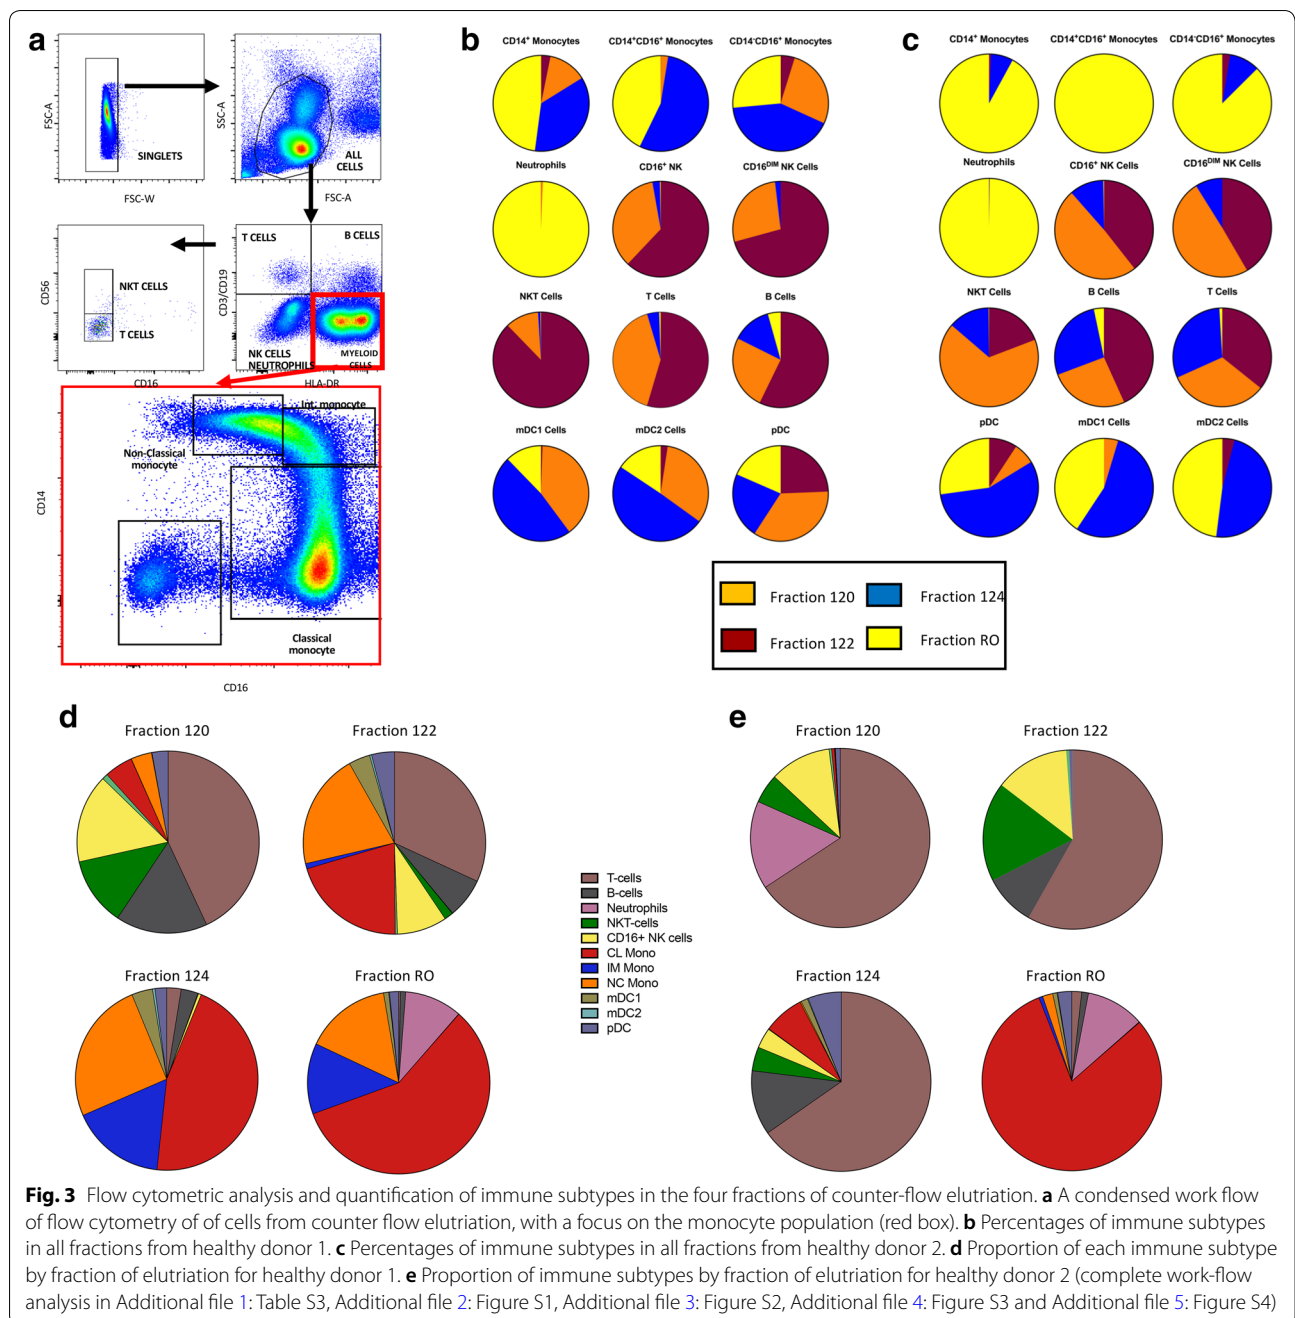 a
FSC-A
SINGLETS
FSC-W
SSC-A
ALL
CELLS
FSC-A
CD56
NKT CELLS
T CELLS
CD16
CD3/CD19
T CELLS
B CELLS
NK CELLS
NEUTROPHILS
MYELOID
CELLS
HLA-DR
Int. monocyte
Non-Classical
monocyte
CD14
Classical
monocyte
CD16
b
CD14+ Monocytes
CD14+CD16+ Monocytes
CD14-CD16+ Monocytes
Neutrophils
CD16+ NK
CD16DIM NK Cells
NKT Cells
T Cells
B Cells
mDC1 Cells
mDC2 Cells
pDC
c
CD14+ Monocytes
CD14+CD16+ Monocytes
CD14-CD16+ Monocytes
Neutrophils
CD16+ NK Cells
CD16DIM NK Cells
NKT Cells
B Cells
T Cells
pDC
mDC1 Cells
mDC2 Cells
Fraction 120
Fraction 124
Fraction 122
Fraction RO
d
Fraction 120
Fraction 122
Fraction 124
Fraction RO
T-cells
B-cells
Neutrophils
NKT-cells
CD16+ NK cells
CL Mono
IM Mono
NC Mono
mDC1
mDC2
pDC
e
Fraction 120
Fraction 122
Fraction 124
Fraction RO
Fig. 3 Flow cytometric analysis and quantification of immune subtypes in the four fractions of counter-flow elutriation. a A condensed work flow
of flow cytometry of of cells from counter flow elutriation, with a focus on the monocyte population (red box). b Percentages of immune subtypes
in all fractions from healthy donor 1. c Percentages of immune subtypes in all fractions from healthy donor 2. d Proportion of each immune subtype
by fraction of elutriation for healthy donor 1. e Proportion of immune subtypes by fraction of elutriation for healthy donor 2 (complete work-flow
analysis in Additional file 1: Table S3, Additional file 2: Figure S1, Additional file 3: Figure S2, Additional file 4: Figure S3 and Additional file 5: Figure S4)